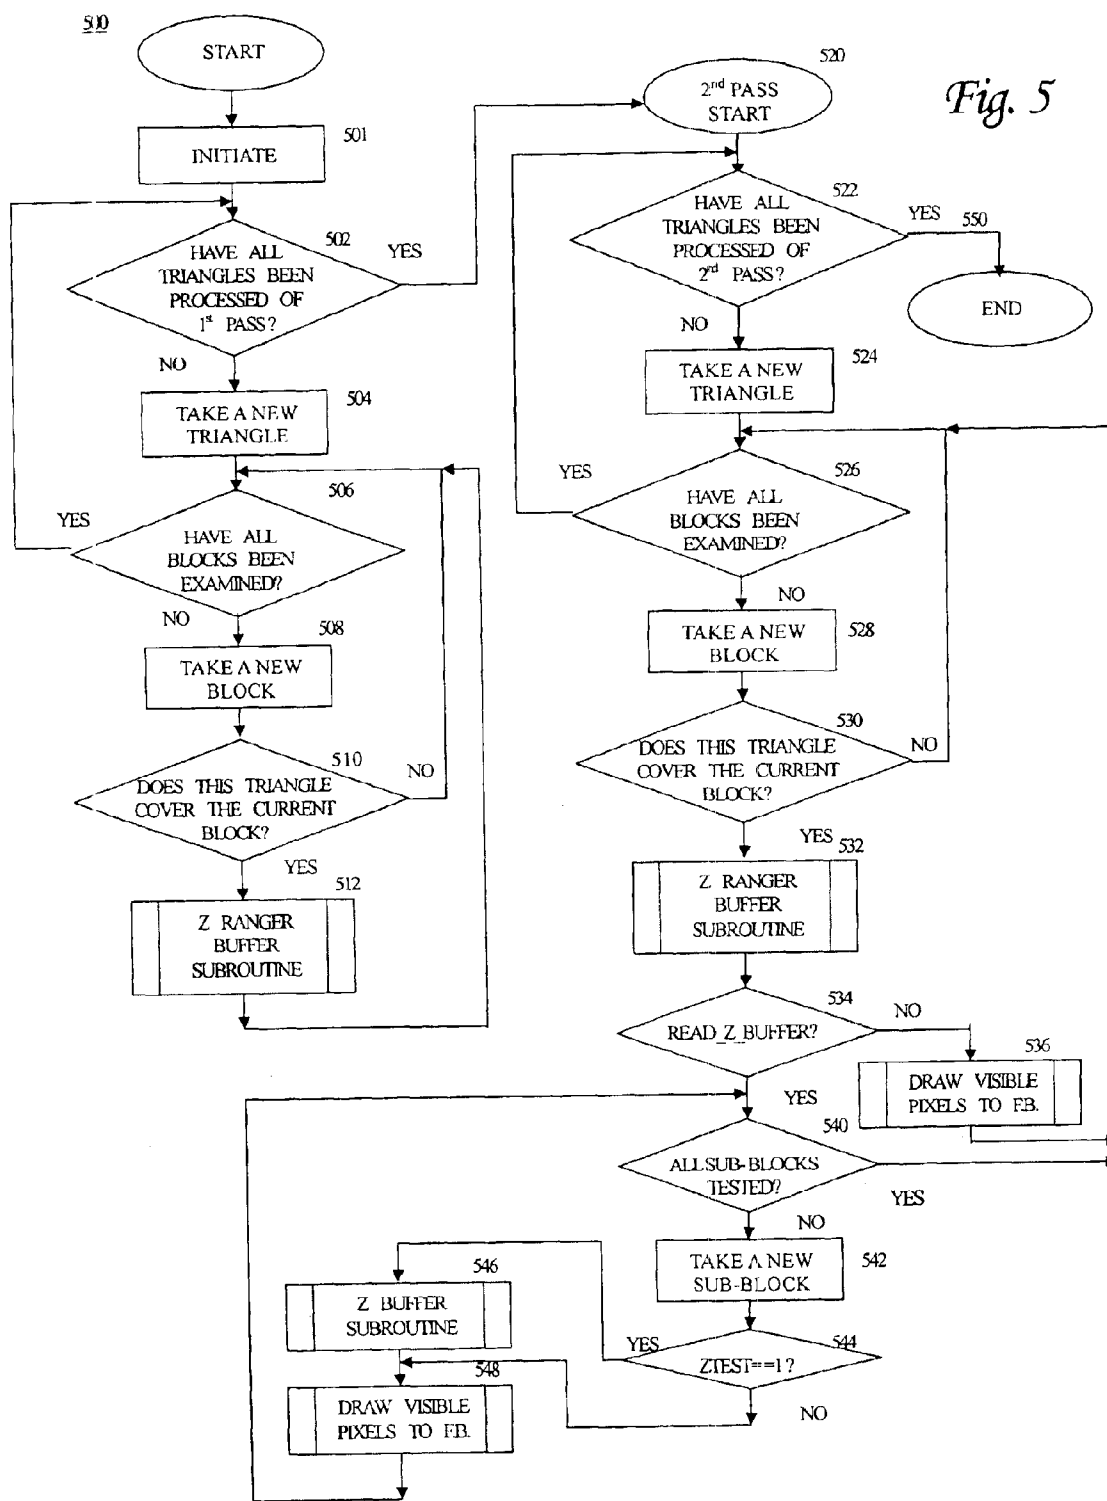 500
START
501
INITIATE
502
HAVE ALL
TRIANGLES BEEN
PROCESSED OF
1st PASS?
YES
NO
504
TAKE A NEW
TRIANGLE
506
YES
HAVE ALL
BLOCKS BEEN
EXAMINED?
NO
508
TAKE A NEW
BLOCK
510
DOES THIS TRIANGLE
COVER THE CURRENT
BLOCK?
NO
YES
512
Z RANGER
BUFFER
SUBROUTINE
Fig. 5
520
2nd PASS
START
522
HAVE ALL
TRIANGLES BEEN
PROCESSED OF
2nd PASS?
YES
550
END
NO
524
TAKE A NEW
TRIANGLE
YES
526
HAVE ALL
BLOCKS BEEN
EXAMINED?
NO
TAKE A NEW
BLOCK
528
530
DOES THIS TRIANGLE
COVER THE CURRENT
BLOCK?
NO
YES
532
Z RANGER
BUFFER
SUBROUTINE
534
READ_Z_BUFFER?
NO
536
DRAW VISIBLE
PIXELS TO F.B.
YES
540
ALL SUB-BLOCKS
TESTED?
YES
NO
TAKE A NEW
SUB-BLOCK
542
544
ZTEST==1?
YES
NO
546
Z BUFFER
SUBROUTINE
548
DRAW VISIBLE
PIXELS TO F.B.